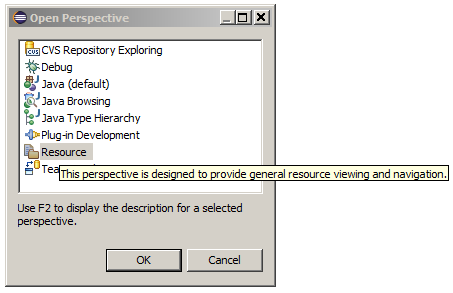 Open Perspective
CVS Repository Exploring
Debug
Java (default)
Java Browsing
Java Type Hierarchy
Plug-in Development
Resource
This perspective is designed to provide general resource viewing and navigation.
Use F2 to display the description for a selected
perspective.
OK
Cancel